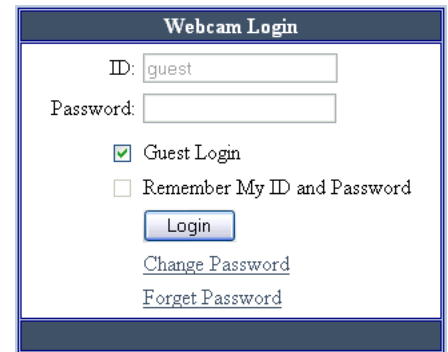 Webcam Login
ID: guest
Password:
Guest Login
Remember My ID and Password
Login
Change Password
Forget Password